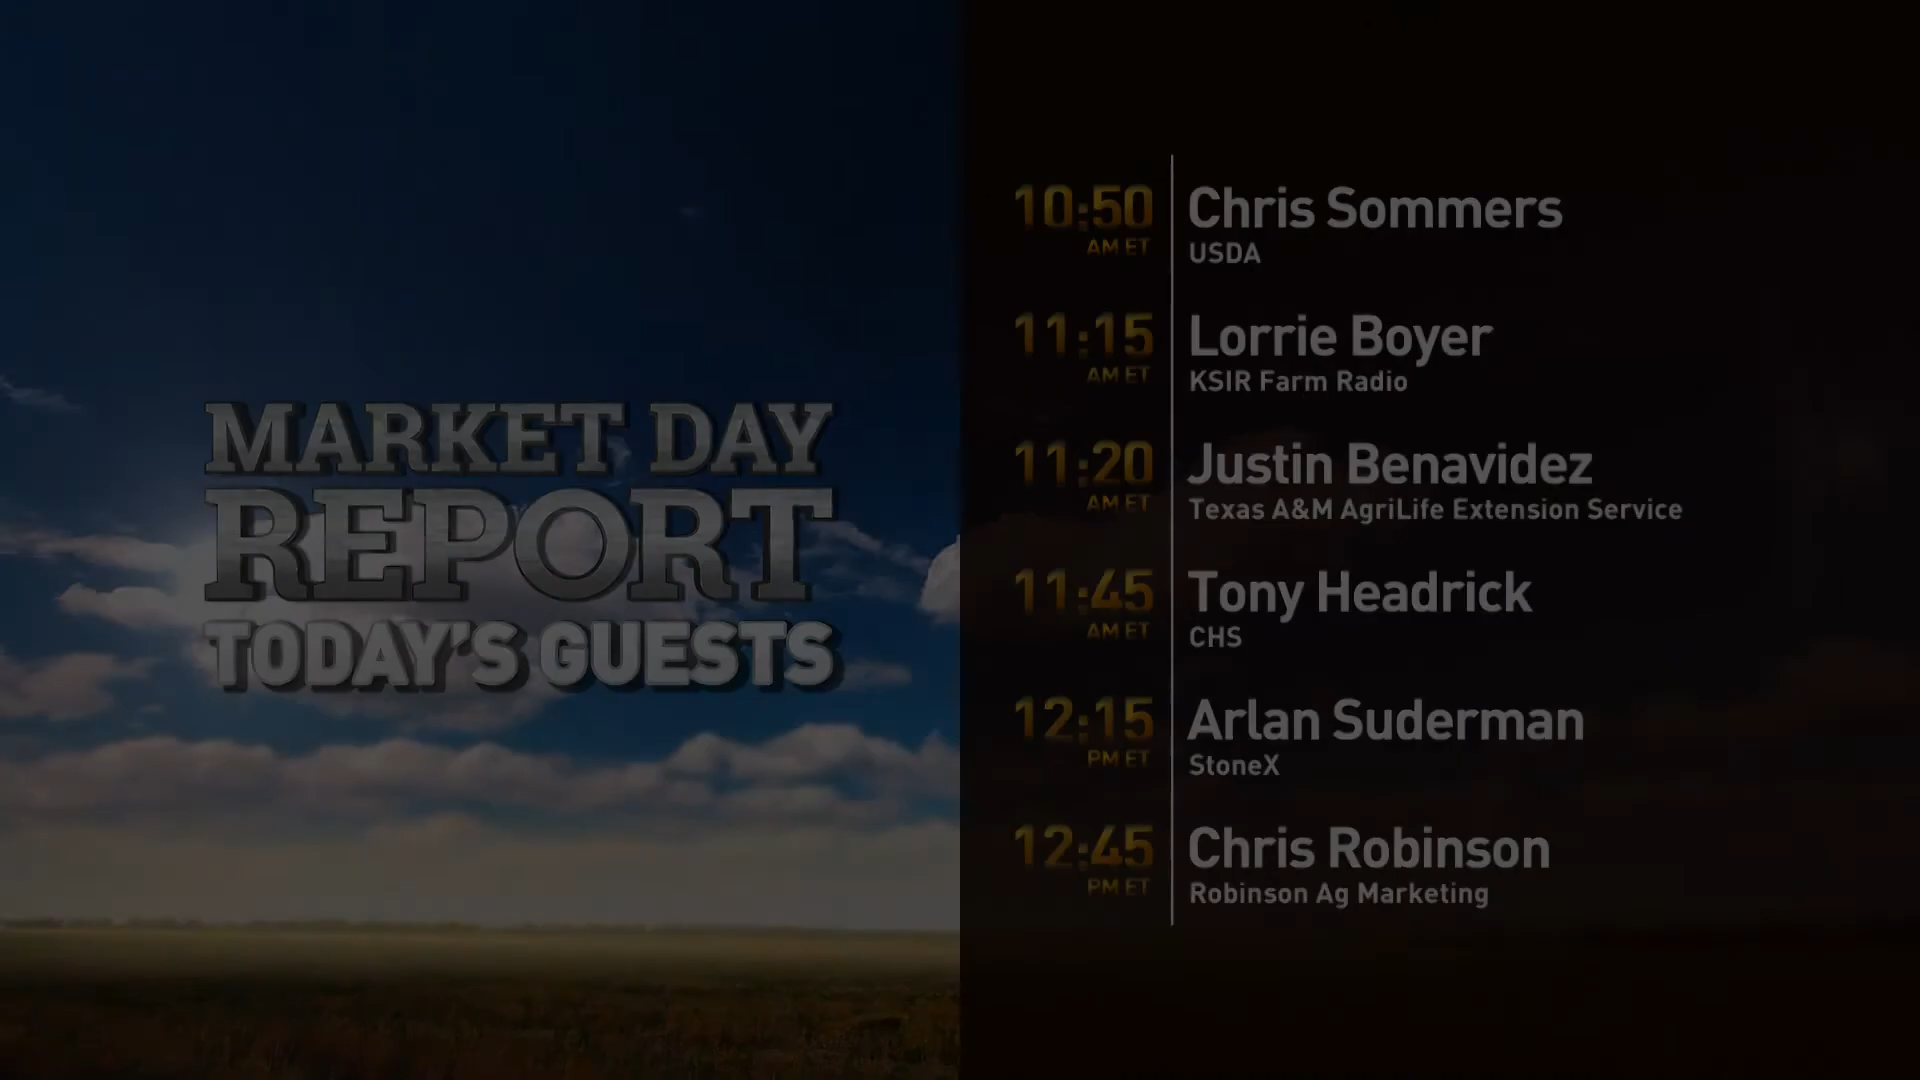 MARKET DAY
REPORT
TODAY'S GUESTS
10:50
AM ET
Chris Sommers
USDA
11:15
AM ET
Lorrie Boyer
KSIR Farm Radio
11:20
AM ET
Justin Benavidez
Texas A&M AgriLife Extension Service
11:45
AM ET
Tony Headrick
CHS
12:15
PM ET
Arlan Suderman
StoneX
12:45
PM ET
Chris Robinson
Robinson Ag Marketing